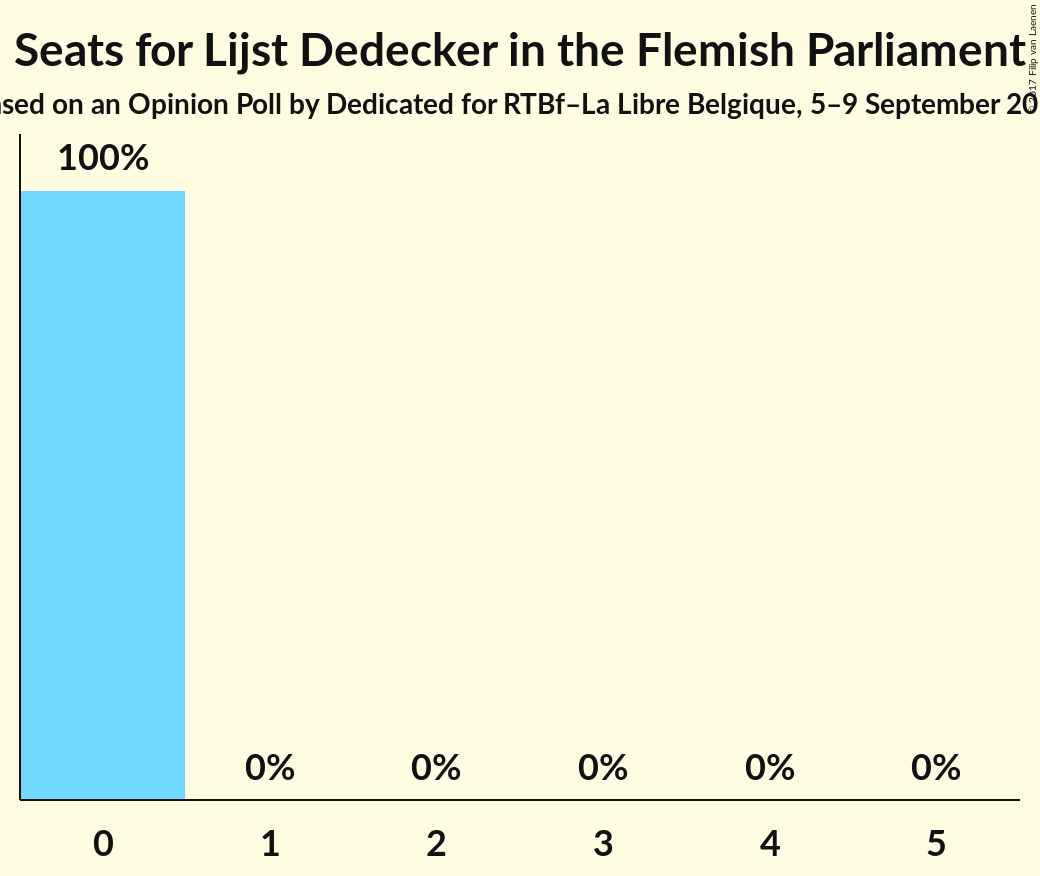 Seats for Lijst Dedecker in the Flemish Parliament
sed on an Opinion Poll by Dedicated for RTBf–La Libre Belgique, 5–9 September 20
2017 Filip van Laenen
100%
0% 0% 0% 0% 0%
0 1 2 3 4 5